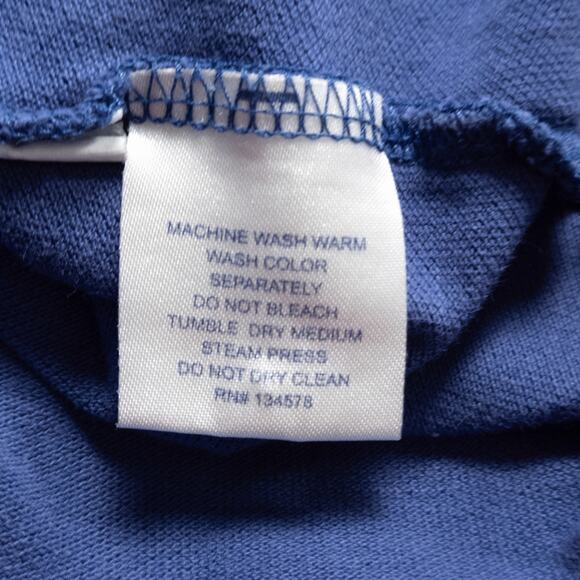 MACHINE WASH WARM
WASH COLOR
SEPARATELY
DO NOT BLEACH
TUMBLE DRY MEDIUM
STEAM PRESS
DO NOT DRY CLEAN
RN# 134578